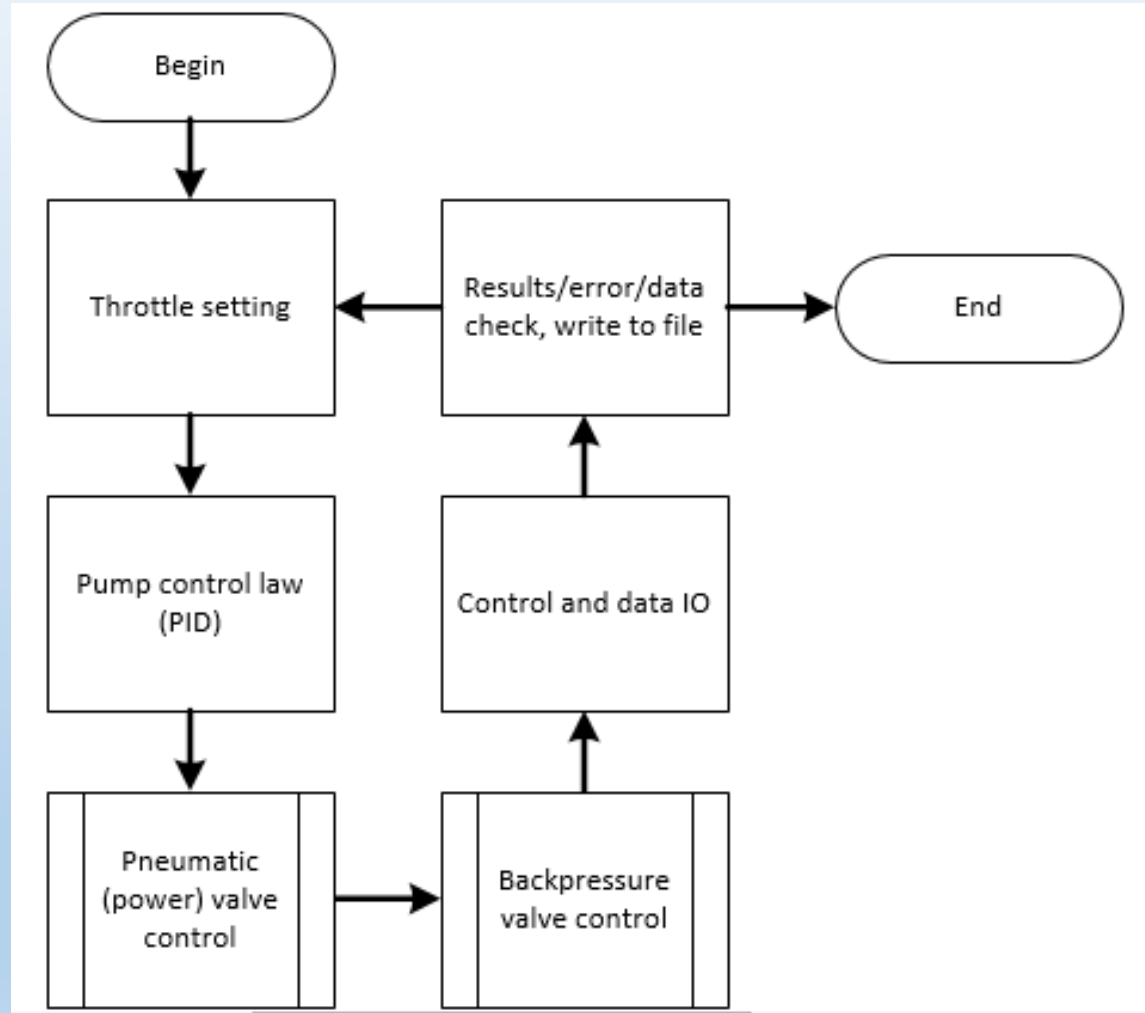 Begin
Throttle setting
Results/error/data
check, write to file
End
Pump control law
(PID)
Control and data IO
Pneumatic
(power) valve
control
Backpressure
valve control